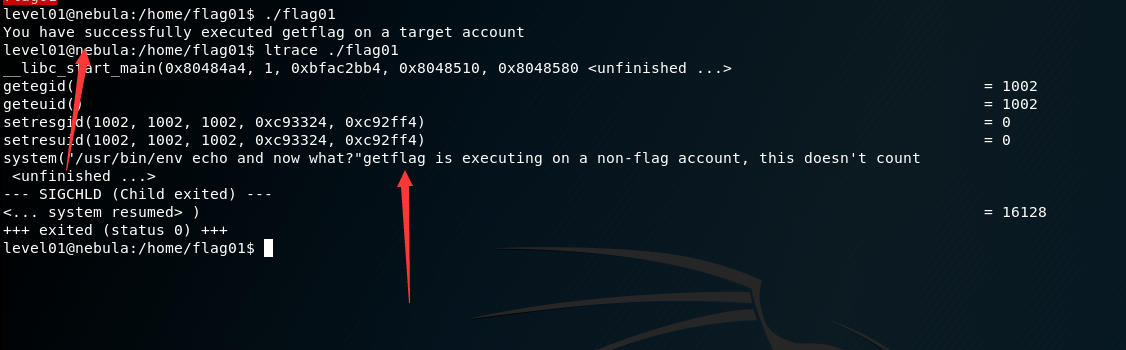 flag01
level01@nebula:/home/flag01$ ./flag01
You have successfully executed getflag on a target account
level01@nebula:/home/flag01$ ltrace ./flag01
__libc_start_main(0x80484a4, 1, 0xbfac2bb4, 0x8048510, 0x8048580 <unfinished ...>
getegid() = 1002
geteuid() = 1002
setresgid(1002, 1002, 1002, 0xc93324, 0xc92ff4) = 0
setresuid(1002, 1002, 1002, 0xc93324, 0xc92ff4) = 0
system("/usr/bin/env echo and now what?"getflag is executing on a non-flag account, this doesn't count
 <unfinished ...>
--- SIGCHLD (Child exited) ---
<... system resumed> ) = 16128
+++ exited (status 0) +++
level01@nebula:/home/flag01$